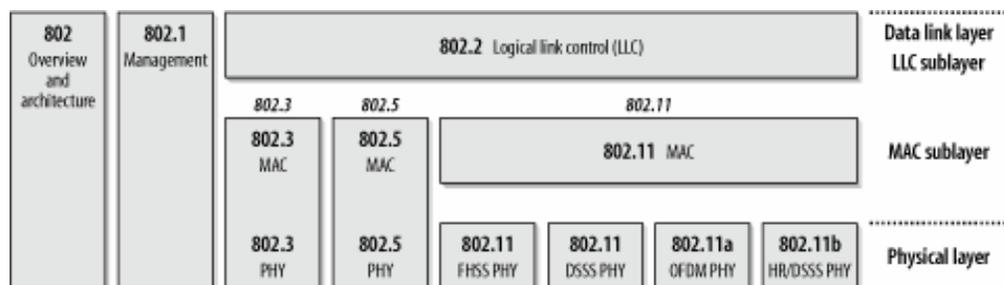 802
Overview
and
architecture
802.1
Management
802.2 Logical link control (LLC)
Data link layer
LLC sublayer
802.3
802.5
802.11
802.3
MAC
802.5
MAC
802.11 MAC
MAC sublayer
802.3
PHY
802.5
PHY
802.11
FHSS PHY
802.11
DSSS PHY
802.11a
OFDM PHY
802.11b
HR/DSSS PHY
Physical layer